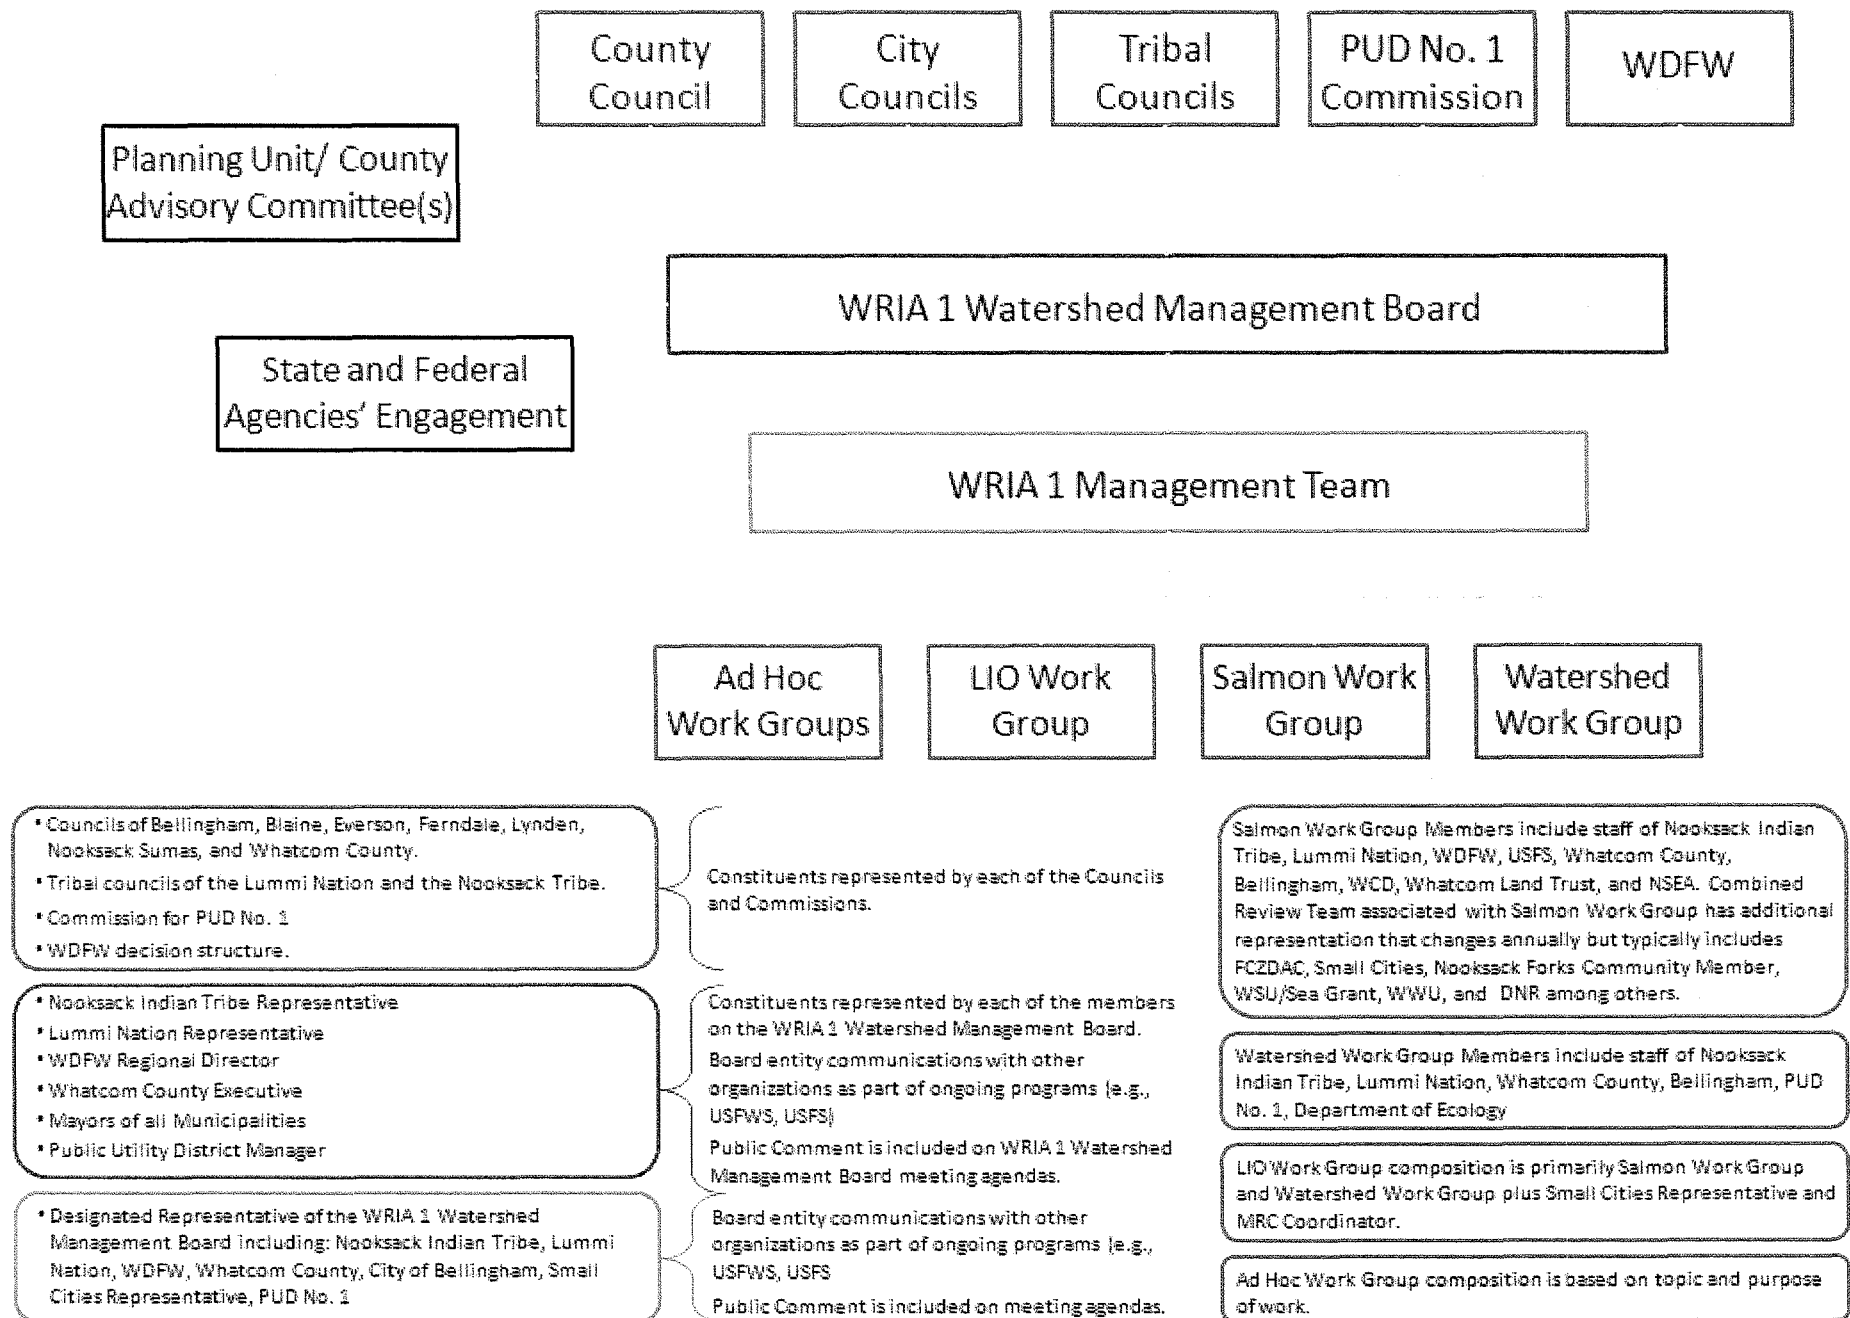 County
Council
City
Councils
Tribal
Councils
PUD No. 1
Commission
WDFW
Planning Unit/ County
Advisory Committee(s)
WRIA 1 Watershed Management Board
State and Federal
Agencies' Engagement
WRIA 1 Management Team
Ad Hoc
Work Groups
LIO Work
Group
Salmon Work
Group
Watershed
Work Group
▪ Councils of Bellingham, Blaine, Everson, Ferndale, Lynden,
Nooksack Sumas, and Whatcom County.
▪ Tribal councils of the Lummi Nation and the Nooksack Tribe.
▪ Commission for PUD No. 1
▪ WDFW decision structure.
Constituents represented by each of the Councils
and Commissions.
▪ Nooksack Indian Tribe Representative
▪ Lummi Nation Representative
▪ WDFW Regional Director
▪ Whatcom County Executive
▪ Mayors of all Municipalities
▪ Public Utility District Manager
Constituents represented by each of the members
on the WRIA 1 Watershed Management Board.
Board entity communications with other
organizations as part of ongoing programs (e.g.,
USFWS, USFS)
Public Comment is included on WRIA 1 Watershed
Management Board meeting agendas.
▪ Designated Representative of the WRIA 1 Watershed
Management Board including: Nooksack Indian Tribe, Lummi
Nation, WDFW, Whatcom County, City of Bellingham, Small
Cities Representative, PUD No. 1
Board entity communications with other
organizations as part of ongoing programs (e.g.,
USFWS, USFS
Public Comment is included on meeting agendas.
Salmon Work Group Members include staff of Nooksack Indian
Tribe, Lummi Nation, WDFW, USFS, Whatcom County,
Bellingham, WCD, Whatcom Land Trust, and NSEA. Combined
Review Team associated with Salmon Work Group has additional
representation that changes annually but typically includes
FCZDAC, Small Cities, Nooksack Forks Community Member,
WSU/Sea Grant, WWU, and DNR among others.
Watershed Work Group Members include staff of Nooksack
Indian Tribe, Lummi Nation, Whatcom County, Bellingham, PUD
No. 1, Department of Ecology
LIO Work Group composition is primarily Salmon Work Group
and Watershed Work Group plus Small Cities Representative and
MRC Coordinator.
Ad Hoc Work Group composition is based on topic and purpose
of work.